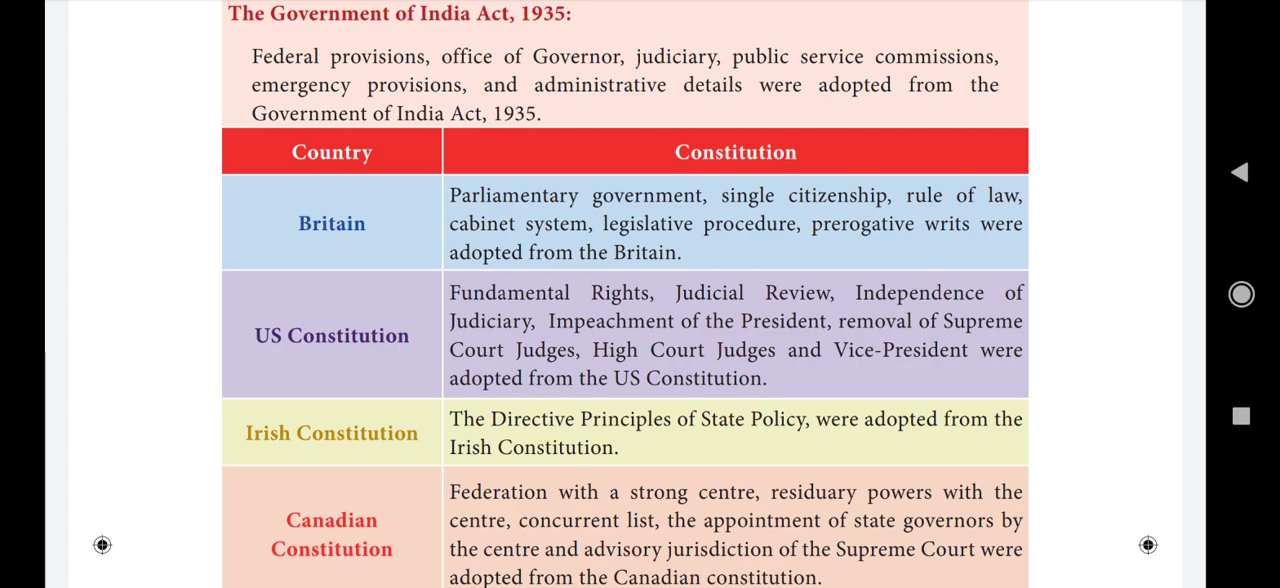 The Government of India Act, 1935:
Federal provisions, office of Governor, judiciary, public service commissions,
emergency provisions, and administrative details were adopted from the
Government of India Act, 1935.
Country
Constitution
Britain
Parliamentary government, single citizenship, rule of law,
cabinet system, legislative procedure, prerogative writs were
adopted from the Britain.
US Constitution
Fundamental Rights, Judicial Review, Independence of
Judiciary, Impeachment of the President, removal of Supreme
Court Judges, High Court Judges and Vice-President were
adopted from the US Constitution.
Irish Constitution
The Directive Principles of State Policy, were adopted from the
Irish Constitution.
Canadian
Constitution
Federation with a strong centre, residuary powers with the
centre, concurrent list, the appointment of state governors by
the centre and advisory jurisdiction of the Supreme Court were
adopted from the Canadian constitution.